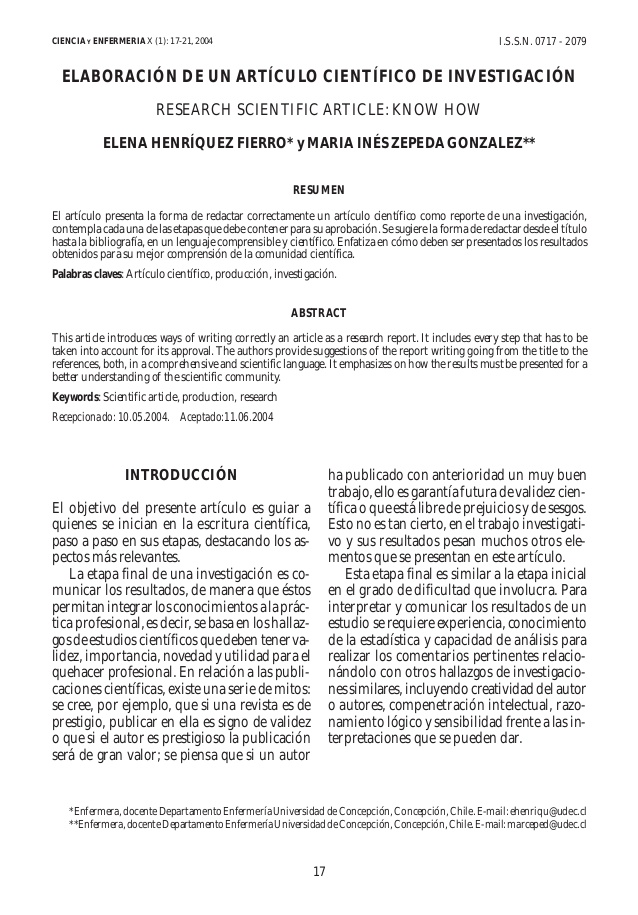 CIENCIA Y ENFERMERIA X (1): 17-21, 2004
I.S.S.N. 0717 - 2079
ELABORACIÓN DE UN ARTÍCULO CIENTÍFICO DE INVESTIGACIÓN
RESEARCH SCIENTIFIC ARTICLE: KNOW HOW
ELENA HENRÍQUEZ FIERRO* y MARIA INÉS ZEPEDA GONZALEZ**
RESUMEN
El artículo presenta la forma de redactar correctamente un artículo científico como reporte de una investigación,
contempla cada una de las etapas que debe contener para su aprobación. Se sugiere la forma de redactar desde el título
hasta la bibliografía, en un lenguaje comprensible y científico. Enfatiza en cómo deben ser presentados los resultados
obtenidos para su mejor comprensión de la comunidad científica.
Palabras claves: Artículo científico, producción, investigación.
ABSTRACT
This article introduces ways of writing correctly an article as a research report. It includes every step that has to be
taken into account for its approval. The authors provide suggestions of the report writing going from the title to the
references, both, in a comprehensive and scientific language. It emphasizes on how the results must be presented for a
better understanding of the scientific community.
Keywords: Scientific article, production, research
Recepcionado: 10.05.2004. Aceptado: 11.06.2004
INTRODUCCIÓN
El objetivo del presente artículo es guiar a
quienes se inician en la escritura científica,
paso a paso en sus etapas, destacando los as-
pectos más relevantes.
La etapa final de una investigación es co-
municar los resultados, de manera que éstos
permitan integrar los conocimientos a la prác-
tica profesional, es decir, se basa en los hallaz-
gos de estudios científicos que deben tener va-
lidez, importancia, novedad y utilidad para el
quehacer profesional. En relación a las publi-
caciones científicas, existe una serie de mitos:
se cree, por ejemplo, que si una revista es de
prestigio, publicar en ella es signo de validez
o que si el autor es prestigioso la publicación
será de gran valor; se piensa que si un autor
ha publicado con anterioridad un muy buen
trabajo, ello es garantía futura de validez cien-
tífica o que está libre de prejuicios y de sesgos.
Esto no es tan cierto, en el trabajo investigati-
vo y sus resultados pesan muchos otros ele-
mentos que se presentan en este artículo.
Esta etapa final es similar a la etapa inicial
en el grado de dificultad que involucra. Para
interpretar y comunicar los resultados de un
estudio se requiere experiencia, conocimiento
de la estadística y capacidad de análisis para
realizar los comentarios pertinentes relacio-
nándolo con otros hallazgos de investigacio-
nes similares, incluyendo creatividad del autor
o autores, compenetración intelectual, razo-
namiento lógico y sensibilidad frente a las in-
terpretaciones que se pueden dar.
*Enfermera, docente Departamento Enfermería Universidad de Concepción, Concepción, Chile. E-mail: ehenriqu@udec.cl
**Enfermera, docente Departamento Enfermería Universidad de Concepción, Concepción, Chile. E-mail: marceped@udec.cl
17